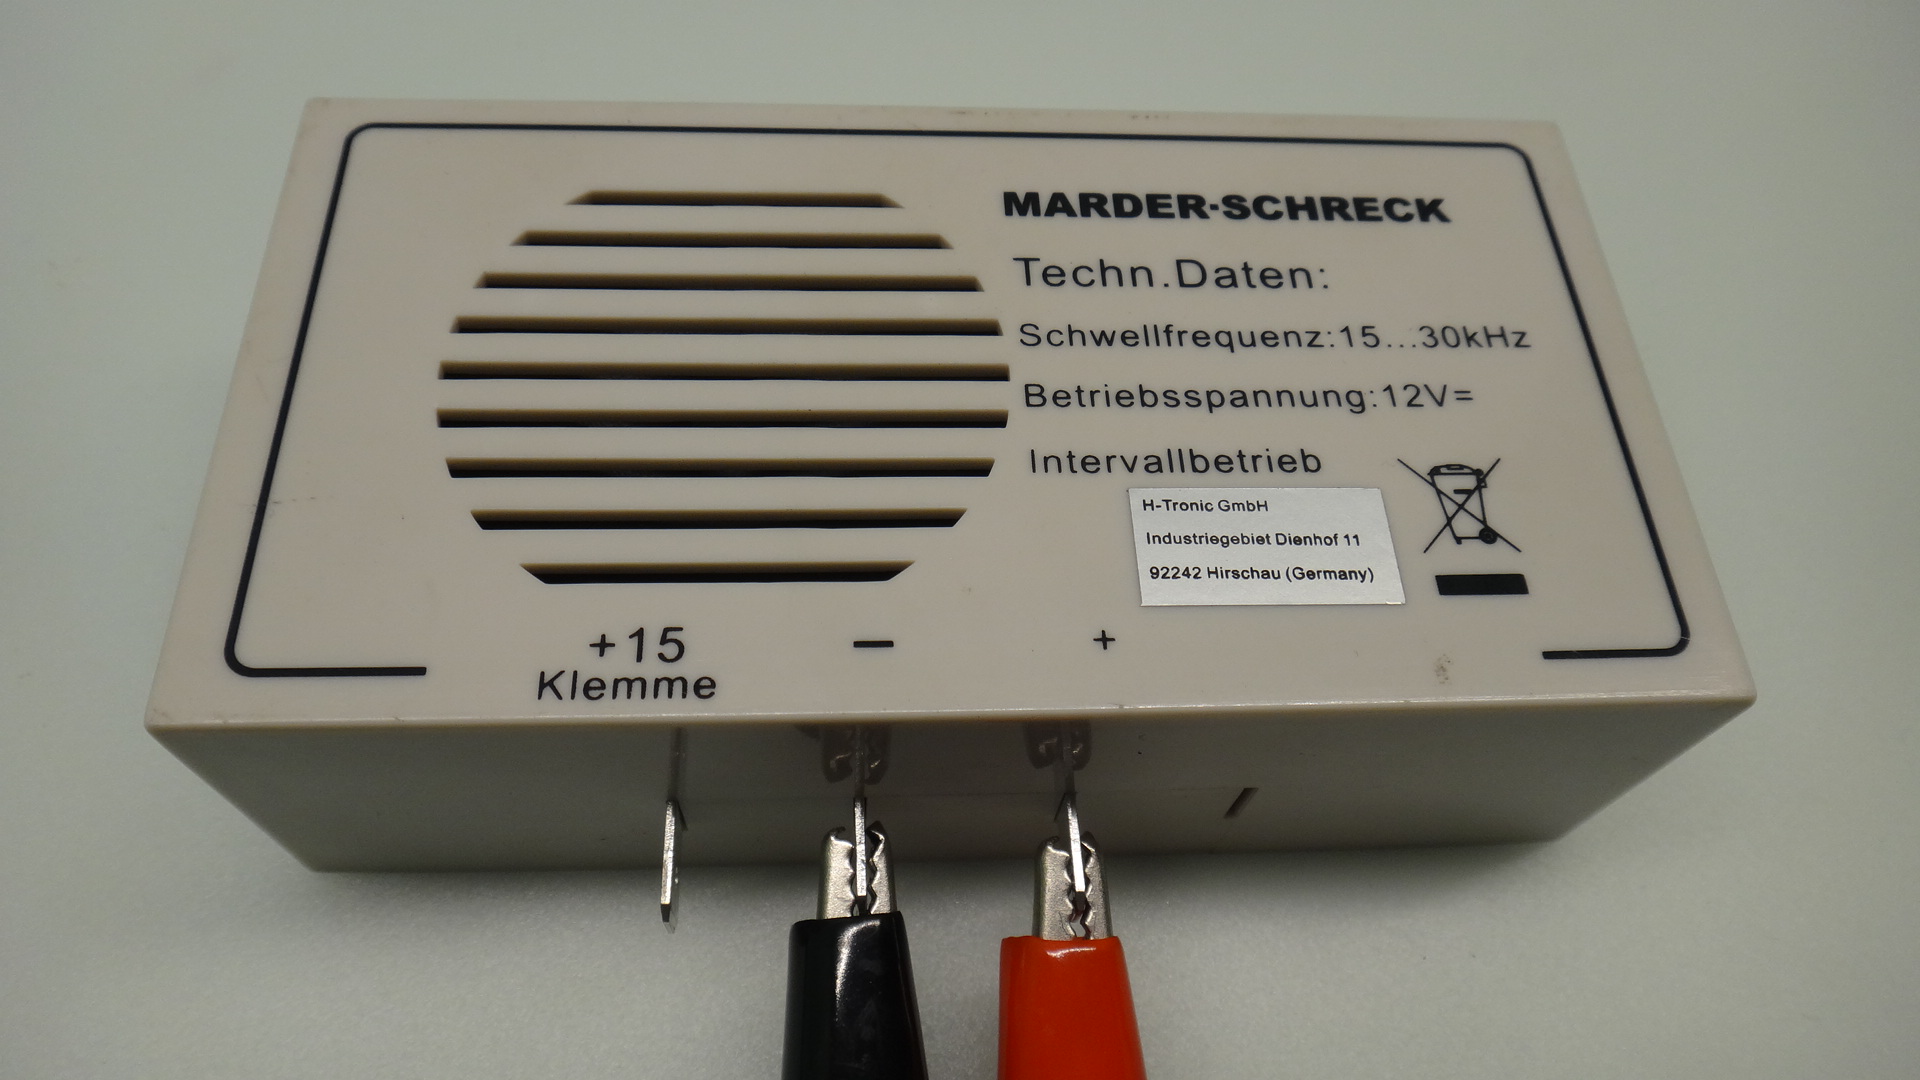 MARDER·SCHRECK
Techn.Daten:
Schwellfrequenz:15...30kHz
Betriebsspannung:12V=
Intervallbetrieb
H-Tronic GmbH
Industriegebiet Dienhof 11
92242 Hirschau (Germany)
+15 − +
Klemme